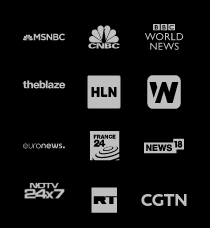 MSNBC
CNBC
BBC
WORLD
NEWS
theblaze
HLN
W
euronews.
FRANCE
24
NEWS 18
NDTV
24x7
RT
CGTN